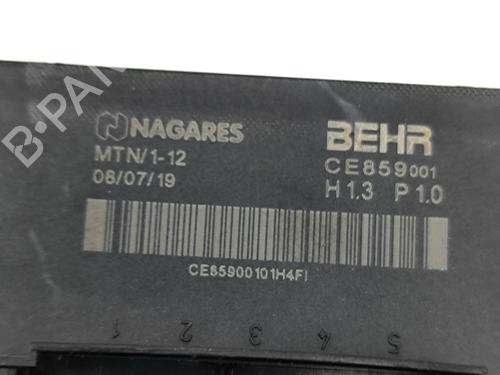 NAGARES
MTN/1-12
08/07/19
BEHR
CE859001
H1.3 P1.0
CE85900101H4FI
1 2 3 4 5
B-PARTS